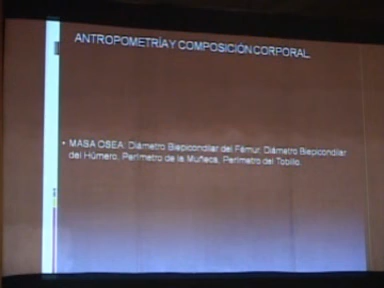 ANTROPOMETRÍA Y COMPOSICIÓN CORPORAL.
• MASA OSEA: Diámetro Biepicondilar del Fémur, Diámetro Biepicondilar
del Húmero, Perímetro de la Muñeca, Perímetro del Tobillo.